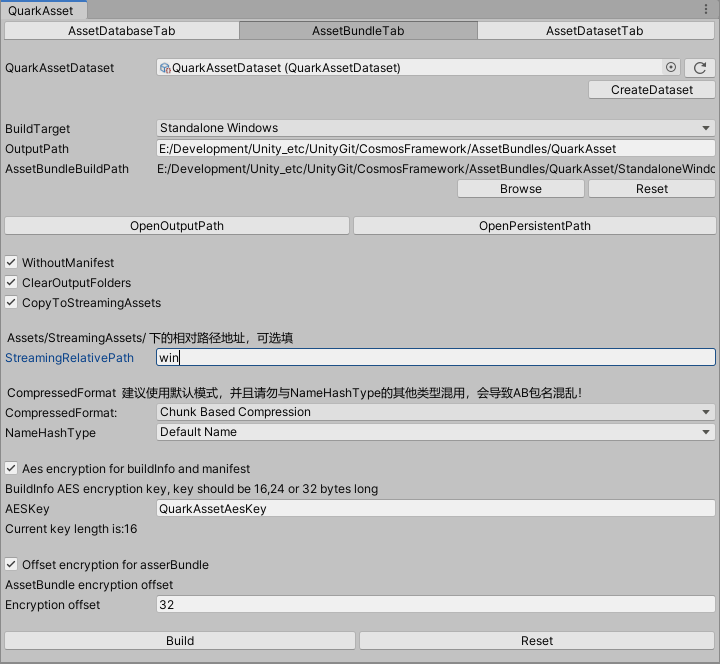 QuarkAsset
AssetDatabaseTab AssetBundleTab AssetDatasetTab
QuarkAssetDataset QuarkAssetDataset (QuarkAssetDataset)
CreateDataset
BuildTarget Standalone Windows
OutputPath E:/Development/Unity_etc/UnityGit/CosmosFramework/AssetBundles/QuarkAsset
AssetBundleBuildPath E:/Development/Unity_etc/UnityGit/CosmosFramework/AssetBundles/QuarkAsset/StandaloneWindo
Browse Reset
OpenOutputPath OpenPersistentPath
WithoutManifest
ClearOutputFolders
CopyToStreamingAssets
Assets/StreamingAssets/ 下的相对路径地址，可选填
StreamingRelativePath win
CompressedFormat 建议使用默认模式，并且请勿与NameHashType的其他类型混用，会导致AB包名混乱！
CompressedFormat: Chunk Based Compression
NameHashType Default Name
Aes encryption for buildInfo and manifest
BuildInfo AES encryption key, key should be 16,24 or 32 bytes long
AESKey QuarkAssetAesKey
Current key length is:16
Offset encryption for asserBundle
AssetBundle encryption offset
Encryption offset 32
Build Reset